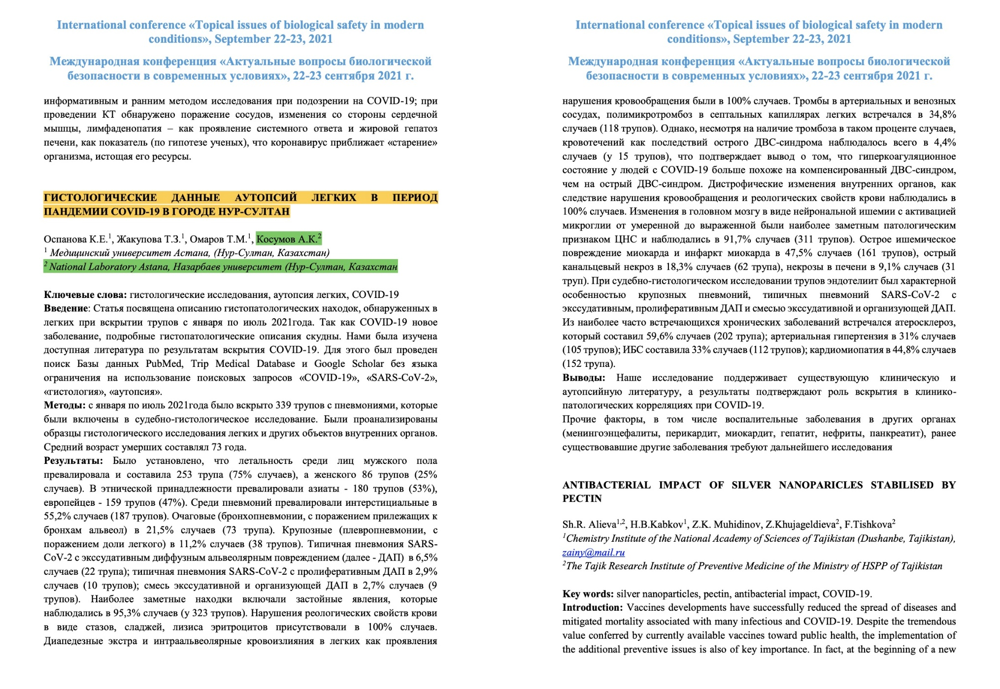 International conference «Topical issues of biological safety in modern
conditions», September 22-23, 2021
Международная конференция «Актуальные вопросы биологической
безопасности в современных условиях», 22-23 сентября 2021 г.
информативным и ранним методом исследования при подозрении на COVID-19; при
проведении КТ обнаружено поражение сосудов, изменения со стороны сердечной
мышцы, лимфаденопатия – как проявление системного ответа и жировой гепатоз
печени, как показатель (по гипотезе ученых), что коронавирус приближает «старение»
организма, истощая его ресурсы.
ГИСТОЛОГИЧЕСКИЕ ДАННЫЕ АУТОПСИЙ ЛЕГКИХ В ПЕРИОД
ПАНДЕМИИ COVID-19 В ГОРОДЕ НУР-СУЛТАН
Оспанова К.Е.¹, Жакупова Т.З.¹, Омаров Т.М.¹, Косумов А.К.²
¹ Медицинский университет Астана, (Нур-Султан, Казахстан)
² National Laboratory Astana, Назарбаев университет (Нур-Султан, Казахстан
Ключевые слова: гистологические исследования, аутопсия легких, COVID-19
Введение: Статья посвящена описанию гистопатологических находок, обнаруженных в
легких при вскрытии трупов с января по июль 2021года. Так как COVID-19 новое
заболевание, подробные гистопатологические описания скудны. Нами была изучена
доступная литература по результатам вскрытия COVID-19. Для этого был проведен
поиск Базы данных PubMed, Trip Medical Database и Google Scholar без языка
ограничения на использование поисковых запросов «COVID-19», «SARS-CoV-2»,
«гистология», «аутопсия».
Методы: с января по июль 2021года было вскрыто 339 трупов с пневмониями, которые
были включены в судебно-гистологическое исследование. Были проанализированы
образцы гистологического исследования легких и других объектов внутренних органов.
Средний возраст умерших составлял 73 года.
Результаты: Было установлено, что летальность среди лиц мужского пола
превалировала и составила 253 трупа (75% случаев), а женского 86 трупов (25%
случаев). В этнической принадлежности превалировали азиаты - 180 трупов (53%),
европейцев - 159 трупов (47%). Среди пневмоний превалировали интерстициальные в
55,2% случаев (187 трупов). Очаговые (бронхопневмонии, с поражением прилежащих к
бронхам альвеол) в 21,5% случаев (73 трупа). Крупозные (плевропневмонии, с
поражением доли легкого) в 11,2% случаев (38 трупов). Типичная пневмония SARS-
CoV-2 с экссудативным диффузным альвеолярным повреждением (далее - ДАП) в 6,5%
случаев (22 трупа); типичная пневмония SARS-CoV-2 с пролиферативным ДАП в 2,9%
случаев (10 трупов); смесь экссудативной и организующей ДАП в 2,7% случаев (9
трупов). Наиболее заметные находки включали застойные явления, которые
наблюдались в 95,3% случаев (у 323 трупов). Нарушения реологических свойств крови
в виде стазов, сладжей, лизиса эритроцитов присутствовали в 100% случаев.
Диапедезные экстра и интраальвеолярные кровоизлияния в легких как проявления
International conference «Topical issues of biological safety in modern
conditions», September 22-23, 2021
Международная конференция «Актуальные вопросы биологической
безопасности в современных условиях», 22-23 сентября 2021 г.
нарушения кровообращения были в 100% случаев. Тромбы в артериальных и венозных
сосудах, полимикротромбоз в септальных капиллярах легких встречался в 34,8%
случаев (118 трупов). Однако, несмотря на наличие тромбоза в таком проценте случаев,
кровотечений как последствий острого ДВС-синдрома наблюдалось всего в 4,4%
случаев (у 15 трупов), что подтверждает вывод о том, что гиперкоагуляционное
состояние у людей с COVID-19 больше похоже на компенсированный ДВС-синдром,
чем на острый ДВС-синдром. Дистрофические изменения внутренних органов, как
следствие нарушения кровообращения и реологических свойств крови наблюдались в
100% случаев. Изменения в головном мозгу в виде нейрональной ишемии с активацией
микроглии от умеренной до выраженной были наиболее заметным патологическим
признаком ЦНС и наблюдались в 91,7% случаев (311 трупов). Острое ишемическое
повреждение миокарда и инфаркт миокарда в 47,5% случаев (161 трупов), острый
канальцевый некроз в 18,3% случаев (62 трупа), некрозы в печени в 9,1% случаев (31
труп). При судебно-гистологическом исследовании трупов эндотелиит был характерной
особенностью крупозных пневмоний, типичных пневмоний SARS-CoV-2 с
экссудативным, пролиферативным ДАП и смесью экссудативной и организующей ДАП.
Из наиболее часто встречающихся хронических заболеваний встречался атеросклероз,
который составил 59,6% случаев (202 трупа); артериальная гипертензия в 31% случаев
(105 трупов); ИБС составила 33% случаев (112 трупов); кардиомиопатия в 44,8% случаев
(152 трупа).
Выводы: Наше исследование поддерживает существующую клиническую и
аутопсийную литературу, а результаты подтверждают роль вскрытия в клинико-
патологических корреляциях при COVID-19.
Прочие факторы, в том числе воспалительные заболевания в других органах
(менингоэнцефалиты, перикардит, миокардит, гепатит, нефриты, панкреатит), ранее
существовавшие другие заболевания требуют дальнейшего исследования
ANTIBACTERIAL IMPACT OF SILVER NANOPARICLES STABILISED BY
PECTIN
Sh.R. Alieva¹,², H.B.Kabkov¹, Z.K. Muhidinov, Z.Khujageldieva², F.Tishkova²
¹Chemistry Institute of the National Academy of Sciences of Tajikistan (Dushanbe, Tajikistan),
zainy@mail.ru
²The Tajik Research Institute of Preventive Medicine of the Ministry of HSPP of Tajikistan
Key words: silver nanoparticles, pectin, antibacterial impact, COVID-19.
Introduction: Vaccines developments have successfully reduced the spread of diseases and
mitigated mortality associated with many infectious and COVID-19. Despite the tremendous
value conferred by currently available vaccines toward public health, the implementation of
the additional preventive issues is also of key importance. In fact, at the beginning of a new